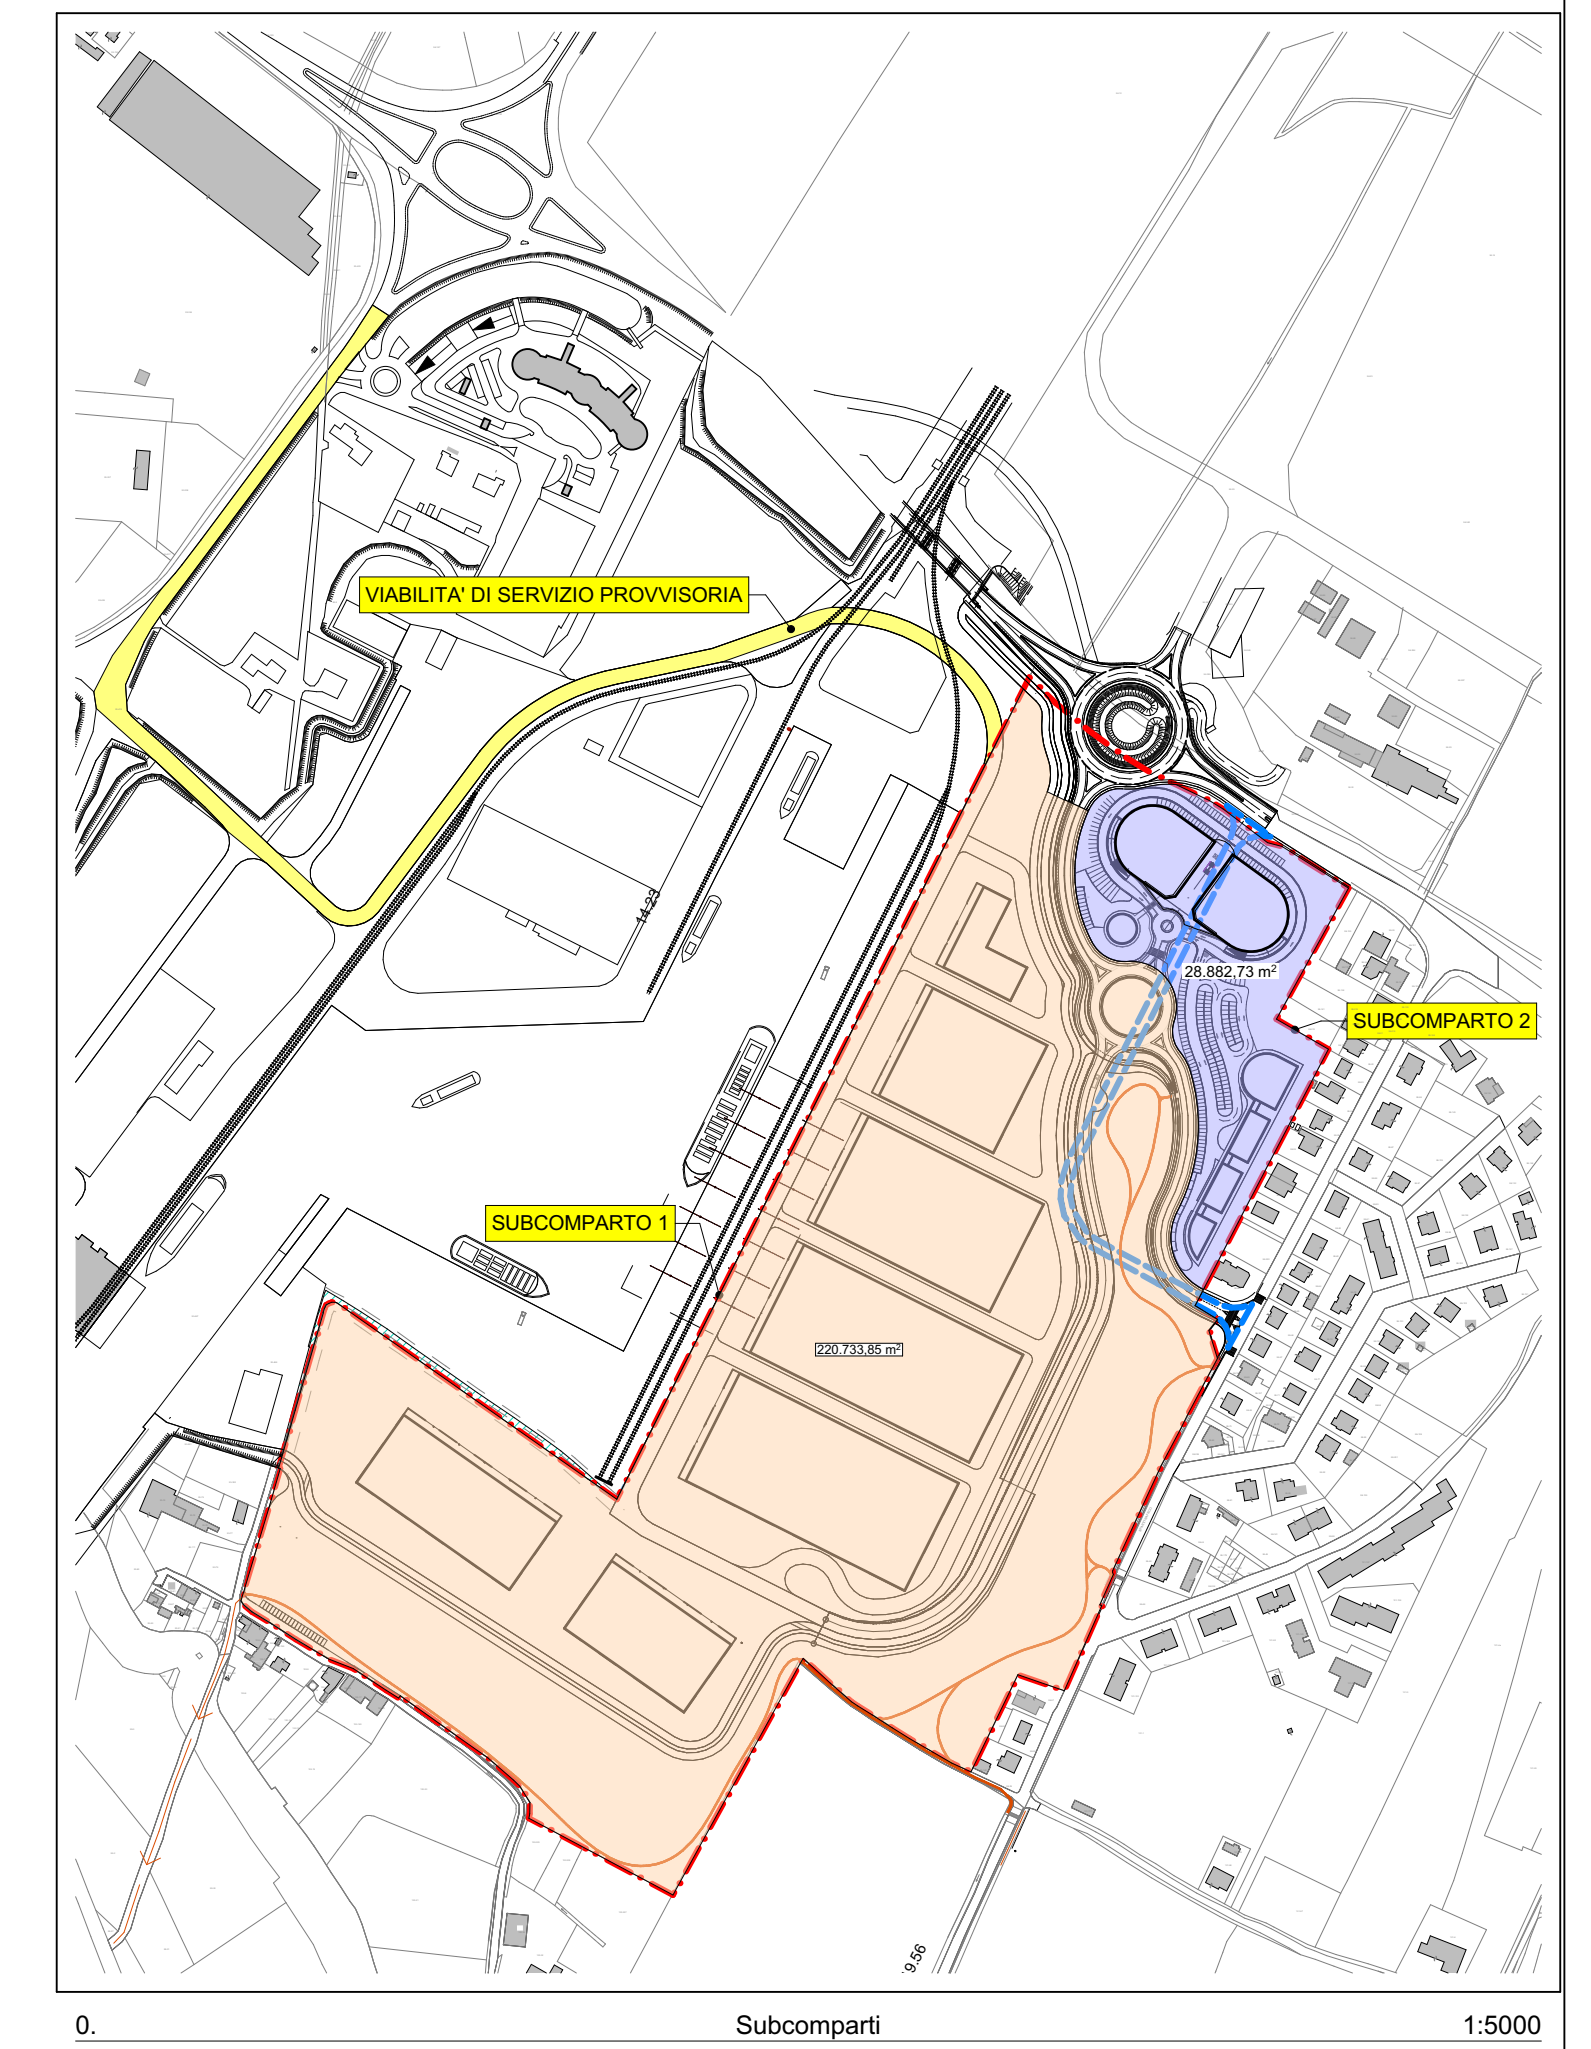 VIABILITA' DI SERVIZIO PROVVISORIA
14.23
28.882,73 m²
SUBCOMPARTO 2
SUBCOMPARTO 1
220.733,85 m²
9.56
0.
Subcomparti
1:5000